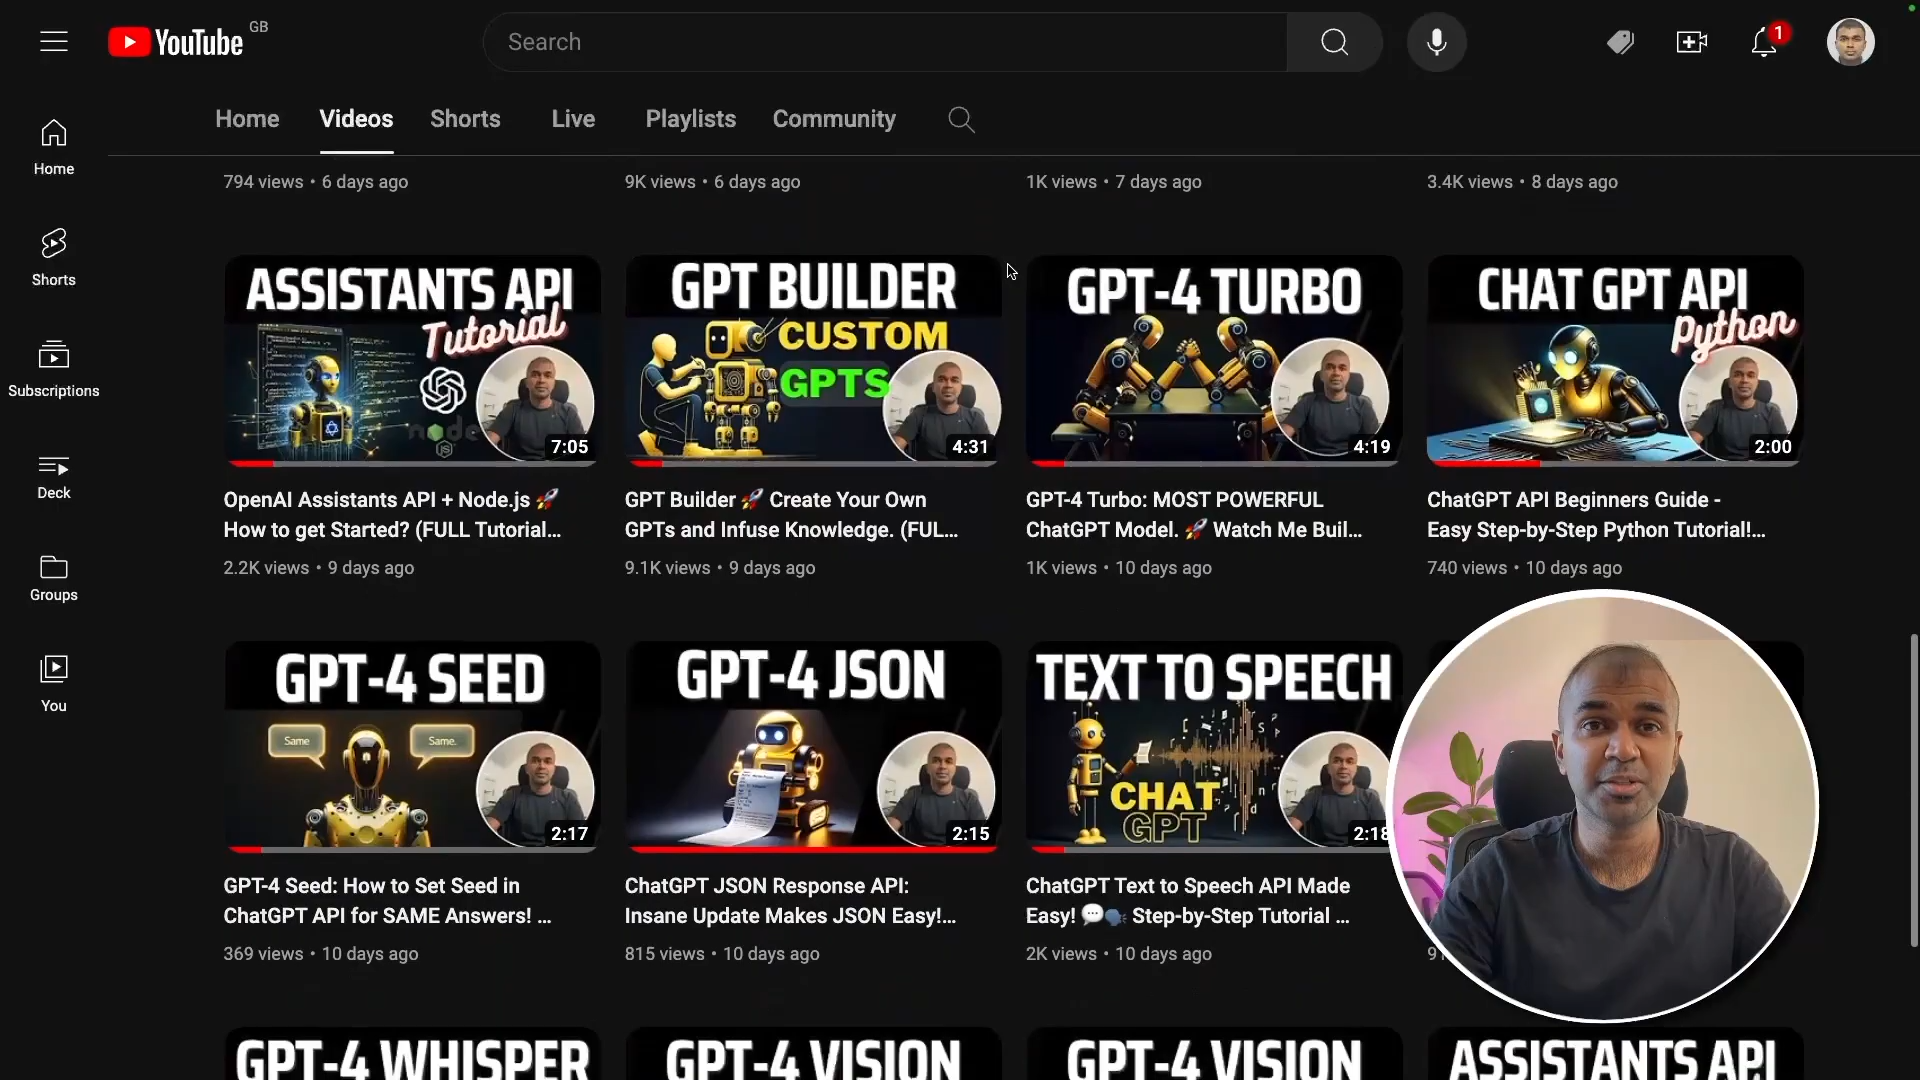 YouTube GB
Search
1
Home Videos Shorts Live Playlists Community
Home
Shorts
Subscriptions
Deck
Groups
You
794 views • 6 days ago
9K views • 6 days ago
1K views • 7 days ago
3.4K views • 8 days ago
ASSISTANTS API
Tutorial
node
JS
7:05
OpenAI Assistants API + Node.js 🚀
How to get Started? (FULL Tutorial...
2.2K views • 9 days ago
GPT BUILDER
CUSTOM
GPTS
4:31
GPT Builder 🚀 Create Your Own
GPTs and Infuse Knowledge. (FUL...
9.1K views • 9 days ago
GPT-4 TURBO
4:19
GPT-4 Turbo: MOST POWERFUL
ChatGPT Model. 🚀 Watch Me Buil...
1K views • 10 days ago
CHAT GPT API
Python
2:00
ChatGPT API Beginners Guide -
Easy Step-by-Step Python Tutorial!...
740 views • 10 days ago
GPT-4 SEED
Same
Same.
2:17
GPT-4 Seed: How to Set Seed in
ChatGPT API for SAME Answers! ...
369 views • 10 days ago
GPT-4 JSON
2:15
ChatGPT JSON Response API:
Insane Update Makes JSON Easy!...
815 views • 10 days ago
TEXT TO SPEECH
CHAT
GPT
2:18
ChatGPT Text to Speech API Made
Easy! 💬🗣️ Step-by-Step Tutorial ...
2K views • 10 days ago
GPT-4 WHISPER
GPT-4 VISION
GPT-4 VISION
ASSISTANTS API